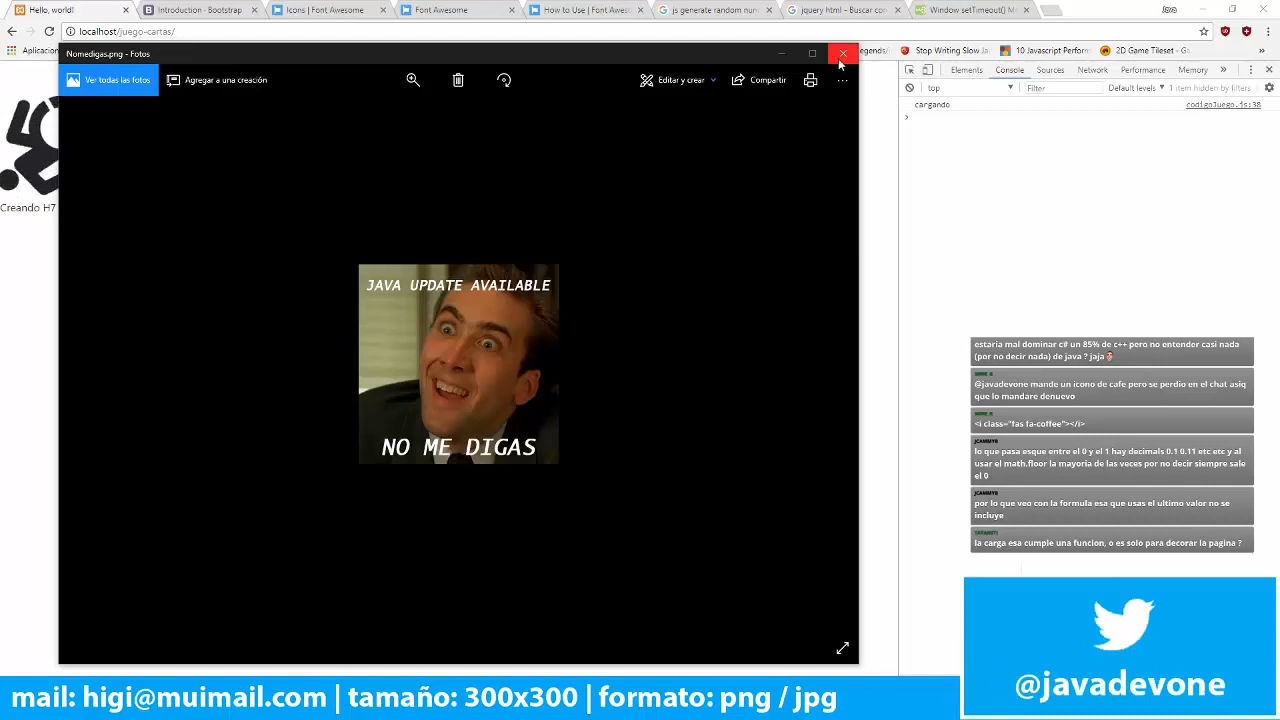 Hello, world!
Introduction · Bootstrap
Icons | Font Awesome
Font Awesome
How to Use | Font Awes
js generate random num
jquery html - Buscar con
Window setTimeout() Me
localhost/juego-cartas/
Aplicacion
egends/
Stop Writing Slow Ja
10 Javascript Perfor
2D Game Tileset - Ga
»
Nomedigas.png - Fotos
Ver todas las fotos
Agregar a una creación
Editar y crear
Compartir
Elements
Console
Sources
Network
Performance
Memory
»
top
Filter
Default levels
1 item hidden by filters
cargando
codigoJuego.js:38
Creando H7
JAVA UPDATE AVAILABLE
NO ME DIGAS
estaria mal dominar c# un 85% de c++ pero no entender casi nada
(por no decir nada) de java ? jaja
@javadevone mande un icono de cafe pero se perdio en el chat asiq
que lo mandare denuevo
<i class="fas fa-coffee"></i>
JCAMMYB
lo que pasa esque entre el 0 y el 1 hay decimals 0.1 0.11 etc etc y al
usar el math.floor la mayoria de las veces por no decir siempre sale
el 0
JCAMMYB
por lo que veo con la formula esa que usas el ultimo valor no se
incluye
la carga esa cumple una funcion, o es solo para decorar la pagina ?
@javadevone
mail: higi@muimail.com | tamaño: 300x300 | formato: png / jpg